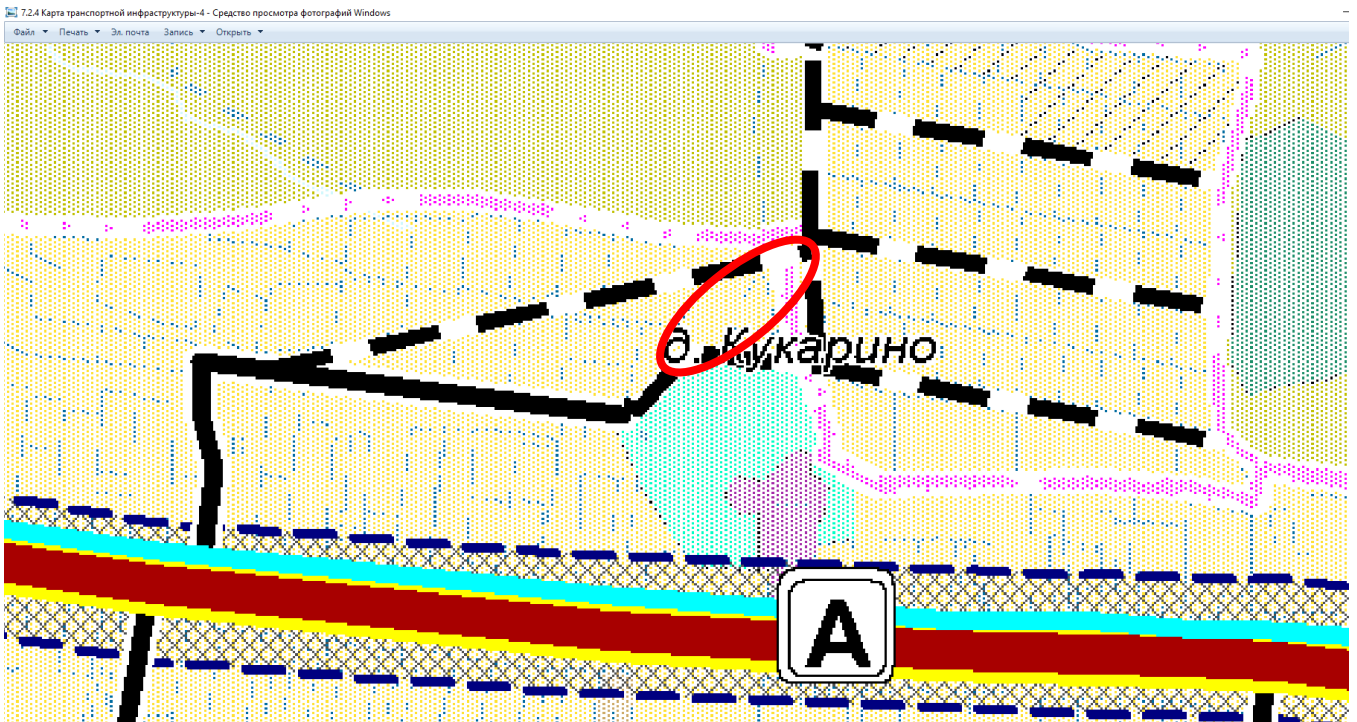 7.2.4 Карта транспортной инфраструктуры-4 - Средство просмотра фотографий Windows
Файл Печать Эл. почта Запись Открыть
д. Кукарино
А